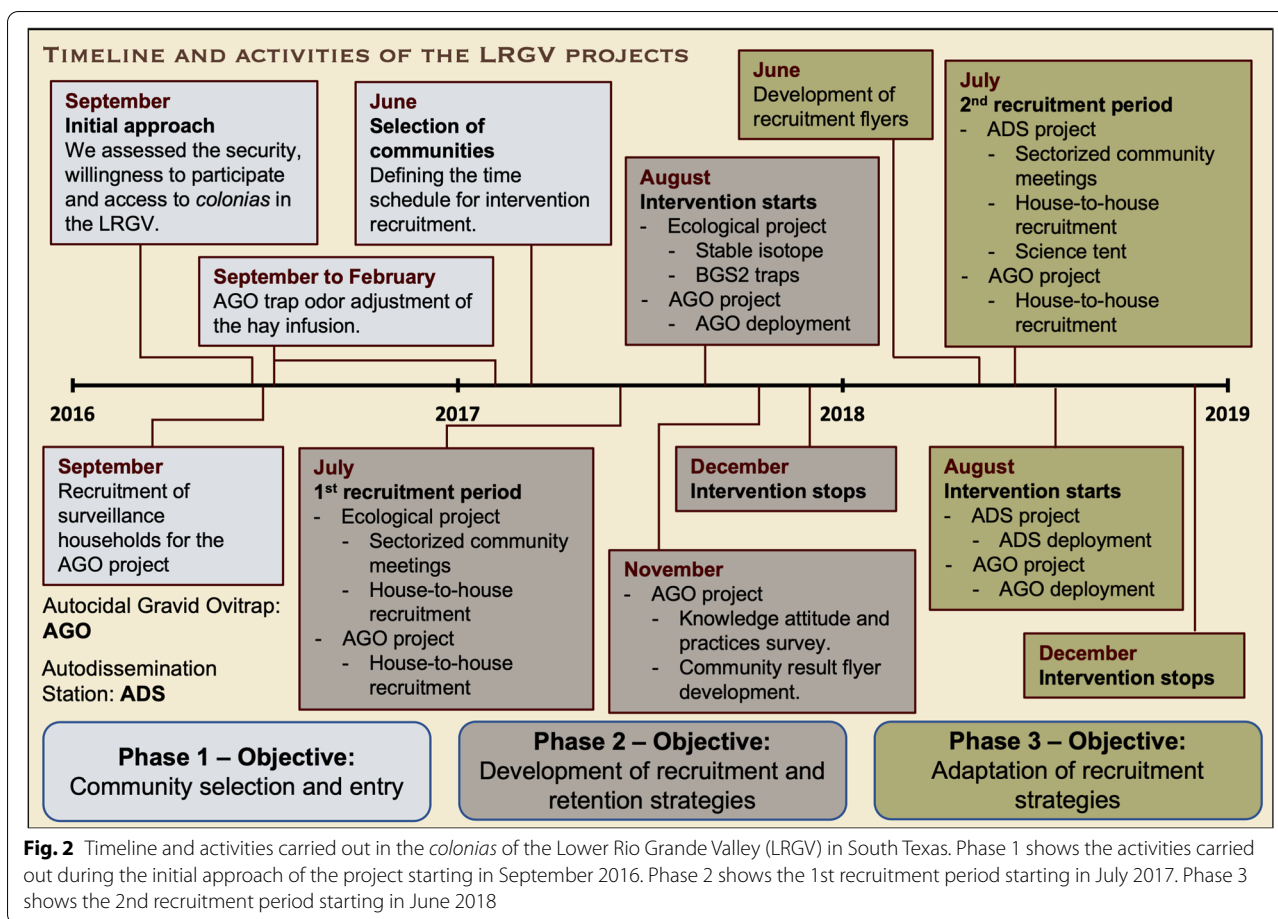 TIMELINE AND ACTIVITIES OF THE LRGV PROJECTS
September
Initial approach
We assessed the security,
willingness to participate
and access to colonias in
the LRGV.
September to February
AGO trap odor adjustment of
the hay infusion.
June
Selection of
communities
Defining the time
schedule for intervention
recruitment.
August
Intervention starts
- Ecological project
- Stable isotope
- BGS2 traps
- AGO project
- AGO deployment
June
Development of
recruitment flyers
July
2nd recruitment period
- ADS project
- Sectorized community
meetings
- House-to-house
recruitment
- Science tent
- AGO project
- House-to-house
recruitment
2016
2017
2018
2019
September
Recruitment of
surveillance
households for the
AGO project
Autocidal Gravid Ovitrap:
AGO
Autodissemination
Station: ADS
July
1st recruitment period
- Ecological project
- Sectorized community
meetings
- House-to-house
recruitment
- AGO project
- House-to-house
recruitment
December
Intervention stops
November
- AGO project
- Knowledge attitude and
practices survey.
- Community result flyer
development.
August
Intervention starts
- ADS project
- ADS deployment
- AGO project
- AGO deployment
December
Intervention stops
Phase 1 – Objective:
Community selection and entry
Phase 2 – Objective:
Development of recruitment and
retention strategies
Phase 3 – Objective:
Adaptation of recruitment
strategies
Fig. 2 Timeline and activities carried out in the colonias of the Lower Rio Grande Valley (LRGV) in South Texas. Phase 1 shows the activities carried
out during the initial approach of the project starting in September 2016. Phase 2 shows the 1st recruitment period starting in July 2017. Phase 3
shows the 2nd recruitment period starting in June 2018